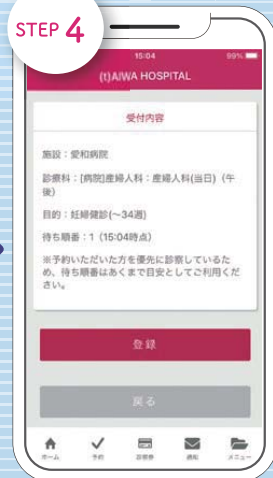 STEP 4
15:04 99%
(t)AIWA HOSPITAL
受付内容
施設：愛和病院
診療科：[病院]産婦人科：産婦人科(当日)（午
後）
目的：妊婦健診(〜34週)
待ち順番：1（15:04時点）
※予約いただいた方を優先に診察しているた
め、待ち順番はあくまで目安としてご利用くだ
さい。
登録
戻る
ホーム 予約 診察券 通知 メニュー